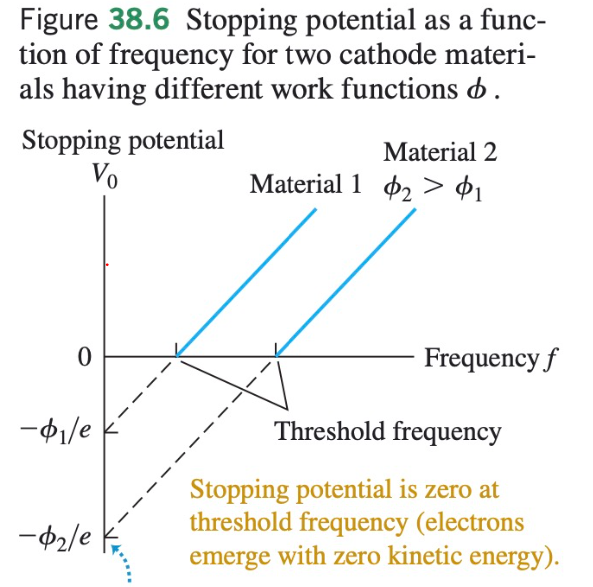 Figure 38.6 Stopping potential as a func-
tion of frequency for two cathode materi-
als having different work functions ϕ.
Stopping potential
V₀
Material 2
Material 1 ϕ₂ > ϕ₁
0
Frequency f
−ϕ₁/e
Threshold frequency
Stopping potential is zero at
threshold frequency (electrons
−ϕ₂/e
emerge with zero kinetic energy).